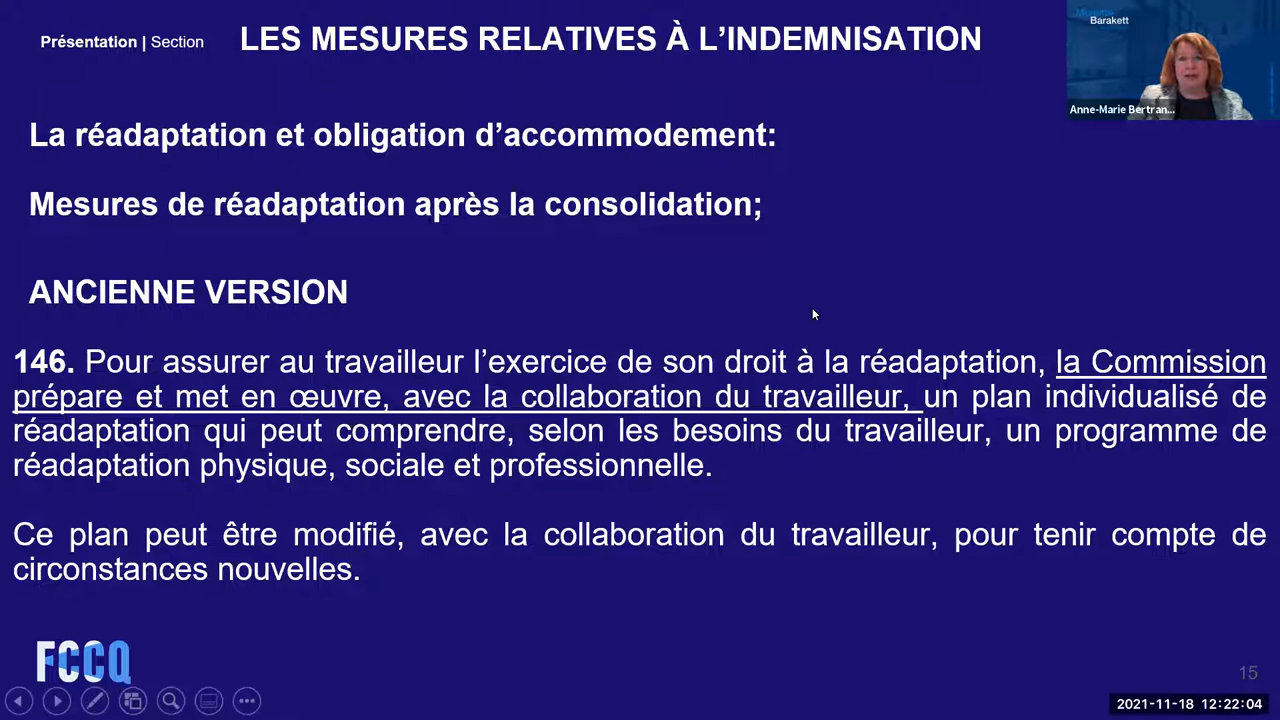 Présentation | Section
LES MESURES RELATIVES À L'INDEMNISATION
Barakett
Anne-Marie Bertran...
La réadaptation et obligation d'accommodement:
Mesures de réadaptation après la consolidation;
ANCIENNE VERSION
146. Pour assurer au travailleur l'exercice de son droit à la réadaptation, la Commission
prépare et met en œuvre, avec la collaboration du travailleur, un plan individualisé de
réadaptation qui peut comprendre, selon les besoins du travailleur, un programme de
réadaptation physique, sociale et professionnelle.
Ce plan peut être modifié, avec la collaboration du travailleur, pour tenir compte de
circonstances nouvelles.
FCCQ
15
2021-11-18 12:22:04